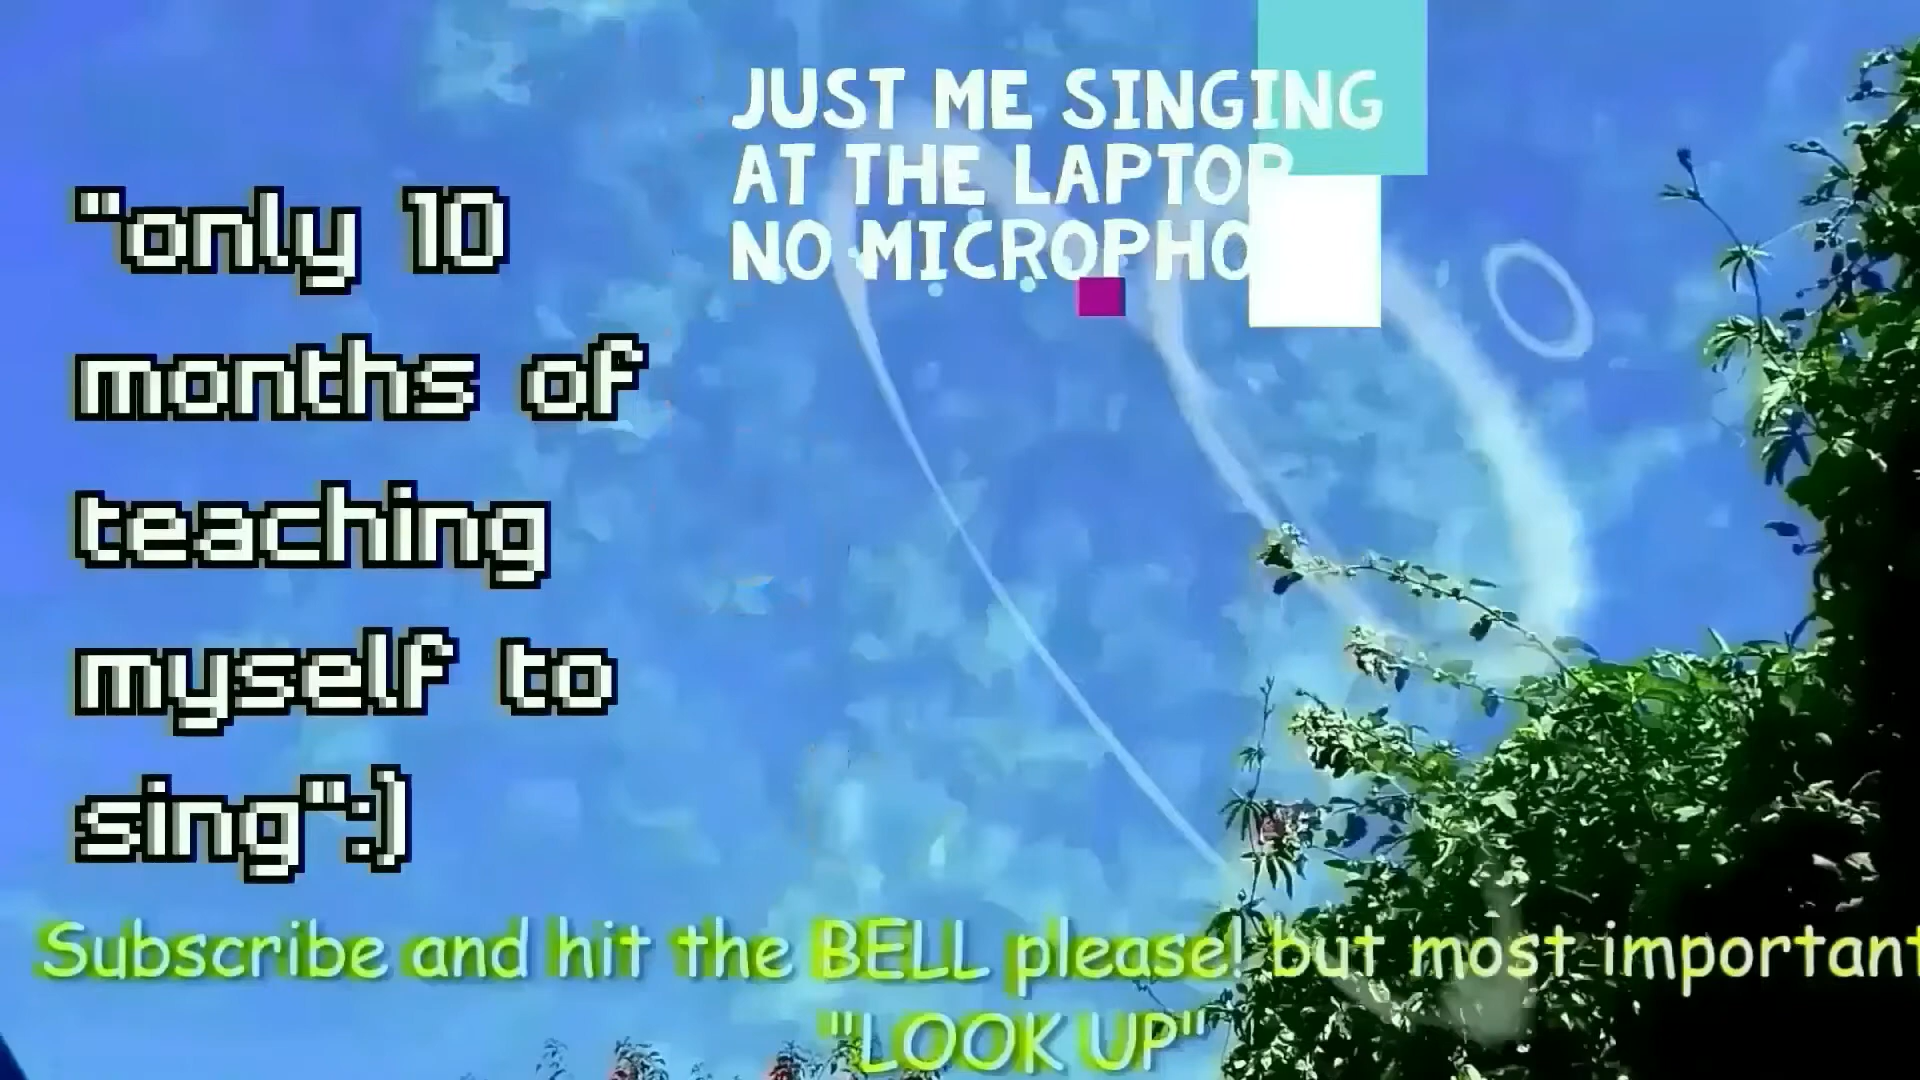 JUST ME SINGING
AT THE LAPTOP
NO MICROPHO
"only 10
months of
teaching
myself to
sing":)
Subscribe and hit the BELL please! but most important
"LOOK UP"